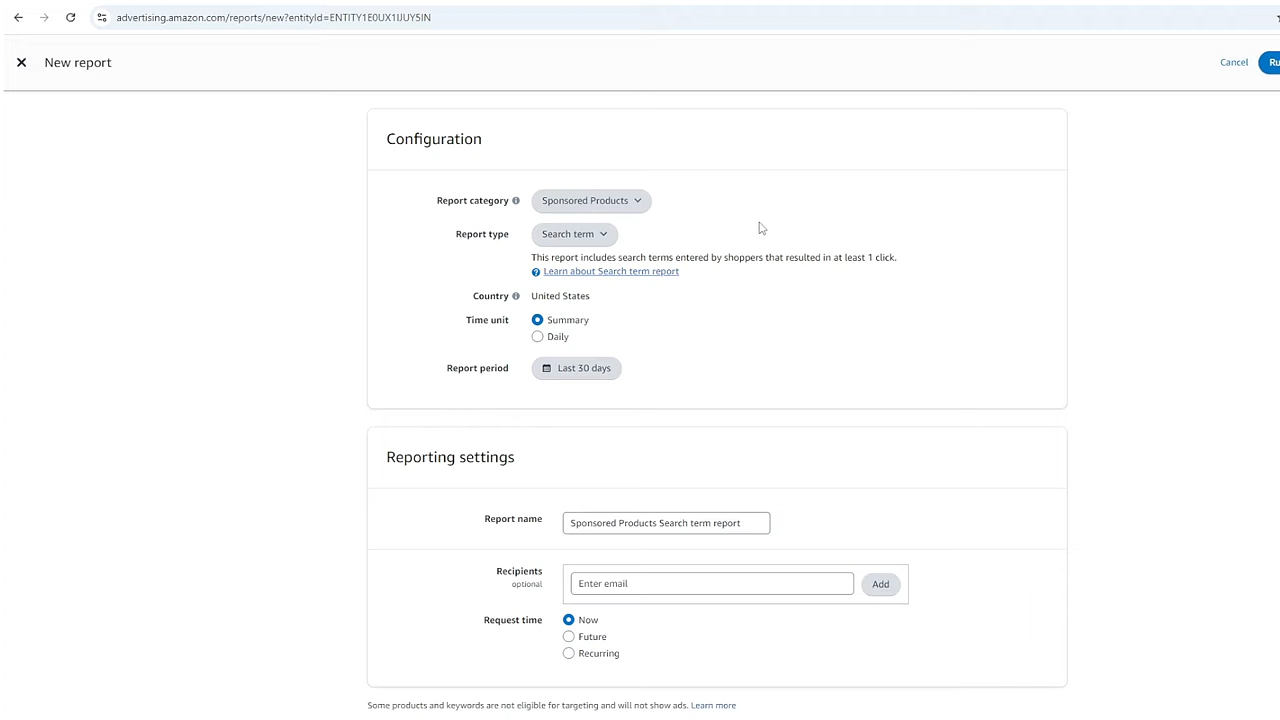 advertising.amazon.com/reports/new?entityId=ENTITY1E0UX1IJUY5IN
New report
Cancel
Configuration
Report category
Sponsored Products
Report type
Search term
This report includes search terms entered by shoppers that resulted in at least 1 click.
Learn about Search term report
Country
United States
Time unit
Summary
Daily
Report period
Last 30 days
Reporting settings
Report name
Sponsored Products Search term report
Recipients
optional
Enter email
Add
Request time
Now
Future
Recurring
Some products and keywords are not eligible for targeting and will not show ads. Learn more